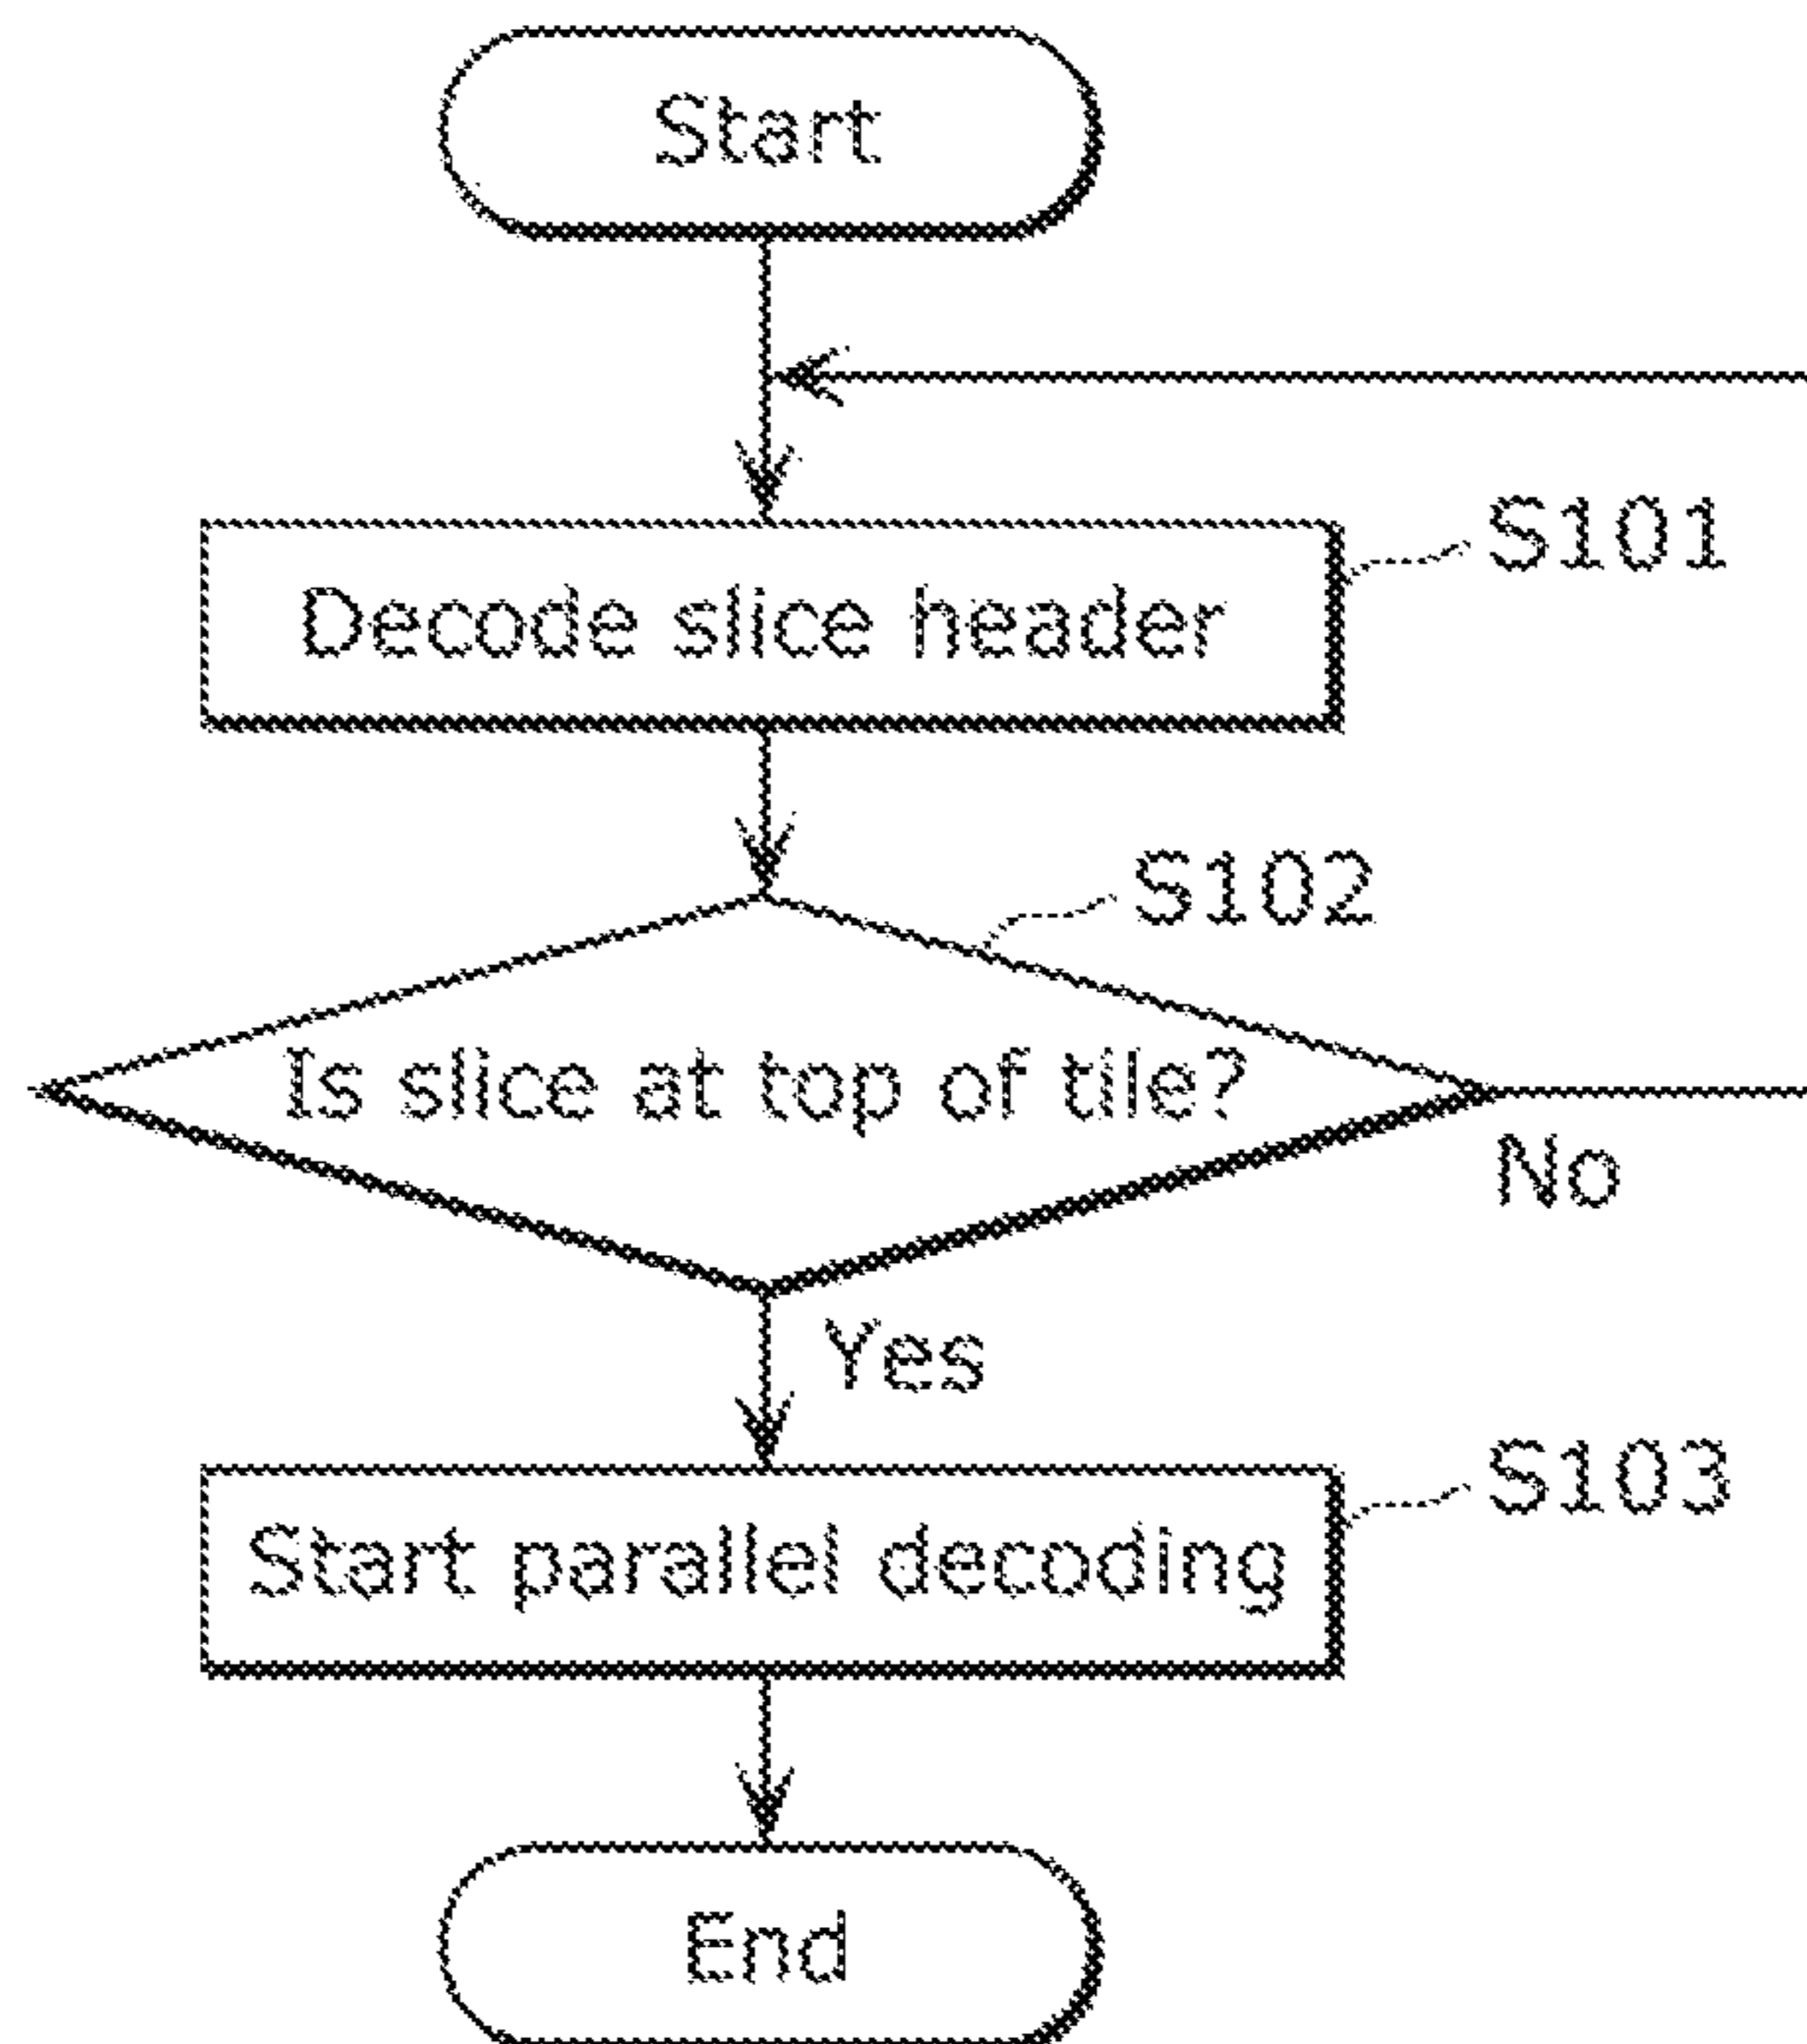 Start
S101
Decode slice header
S102
Is slice at top of tile?
No
Yes
S103
Start parallel decoding
End